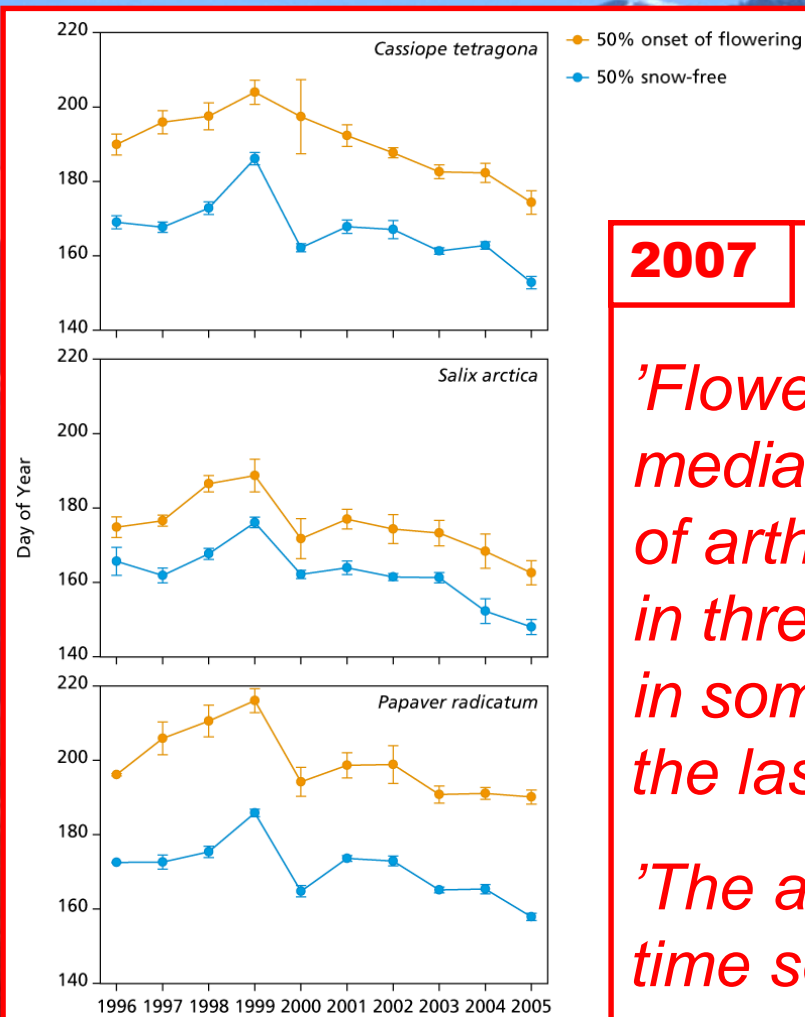 50% onset of flowering
50% snow-free
Cassiope tetragona
220
200
180
160
140
Salix arctica
220
200
180
160
140
Day of Year
Papaver radicatum
220
200
180
160
140
1996 1997 1998 1999 2000 2001 2002 2003 2004 2005
2007
’Flowe
media
of arth
in thre
in som
the las
’The a
time s